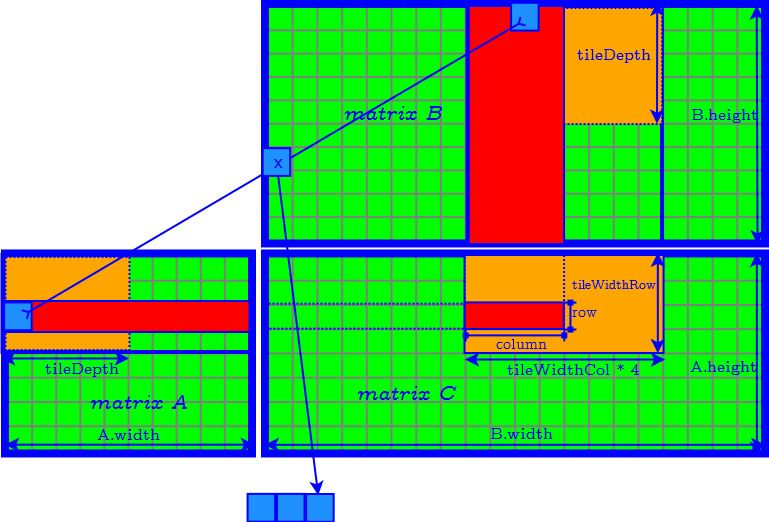 tileDepth
matrix B
B.height
x
tileWidthRow
row
column
tileDepth
tileWidthCol * 4
A.height
matrix A
matrix C
A.width
B.width